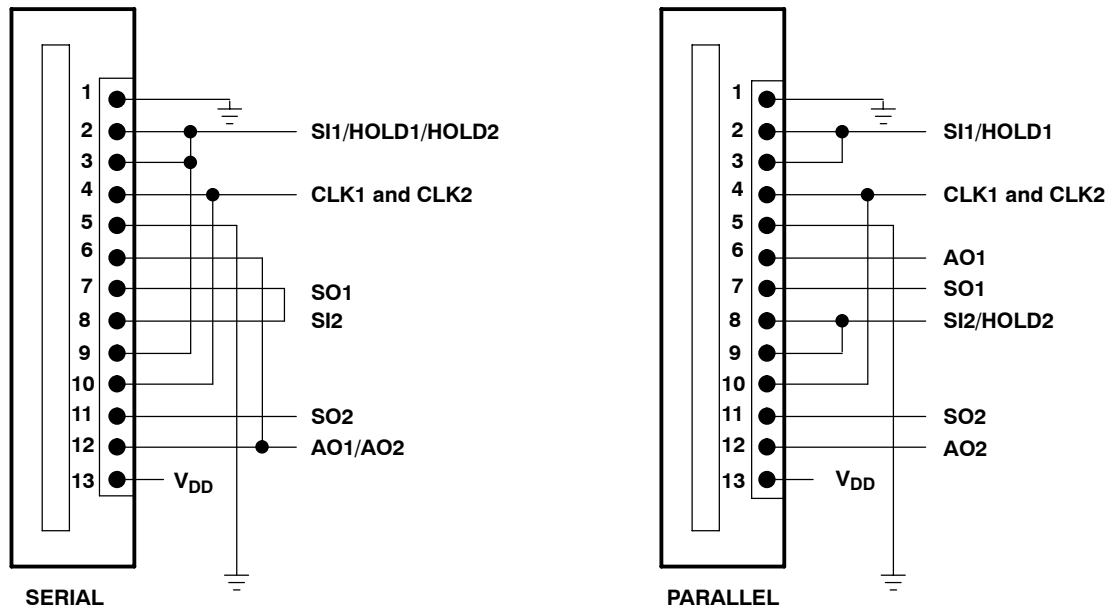 1
2 SI1/HOLD1/HOLD2
3
4 CLK1 and CLK2
5
6
7 SO1
8 SI2
9
10
11 SO2
12 AO1/AO2
13 VDD
SERIAL
1
2 SI1/HOLD1
3
4 CLK1 and CLK2
5
6 AO1
7 SO1
8 SI2/HOLD2
9
10
11 SO2
12 AO2
13 VDD
PARALLEL